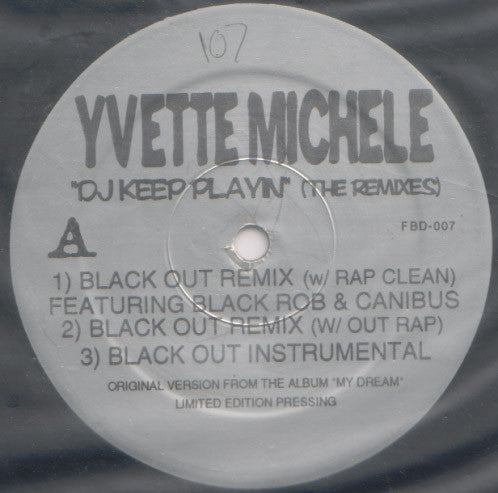 107
YVETTE MICHELE
"DJ KEEP PLAYIN" (THE REMIXES)
FBD-007
A
1) BLACK OUT REMIX (w/ RAP CLEAN)
FEATURING BLACK ROB & CANIBUS
2) BLACK OUT REMIX (W/ OUT RAP)
3) BLACK OUT INSTRUMENTAL
ORIGINAL VERSION FROM THE ALBUM "MY DREAM"
LIMITED EDITION PRESSING